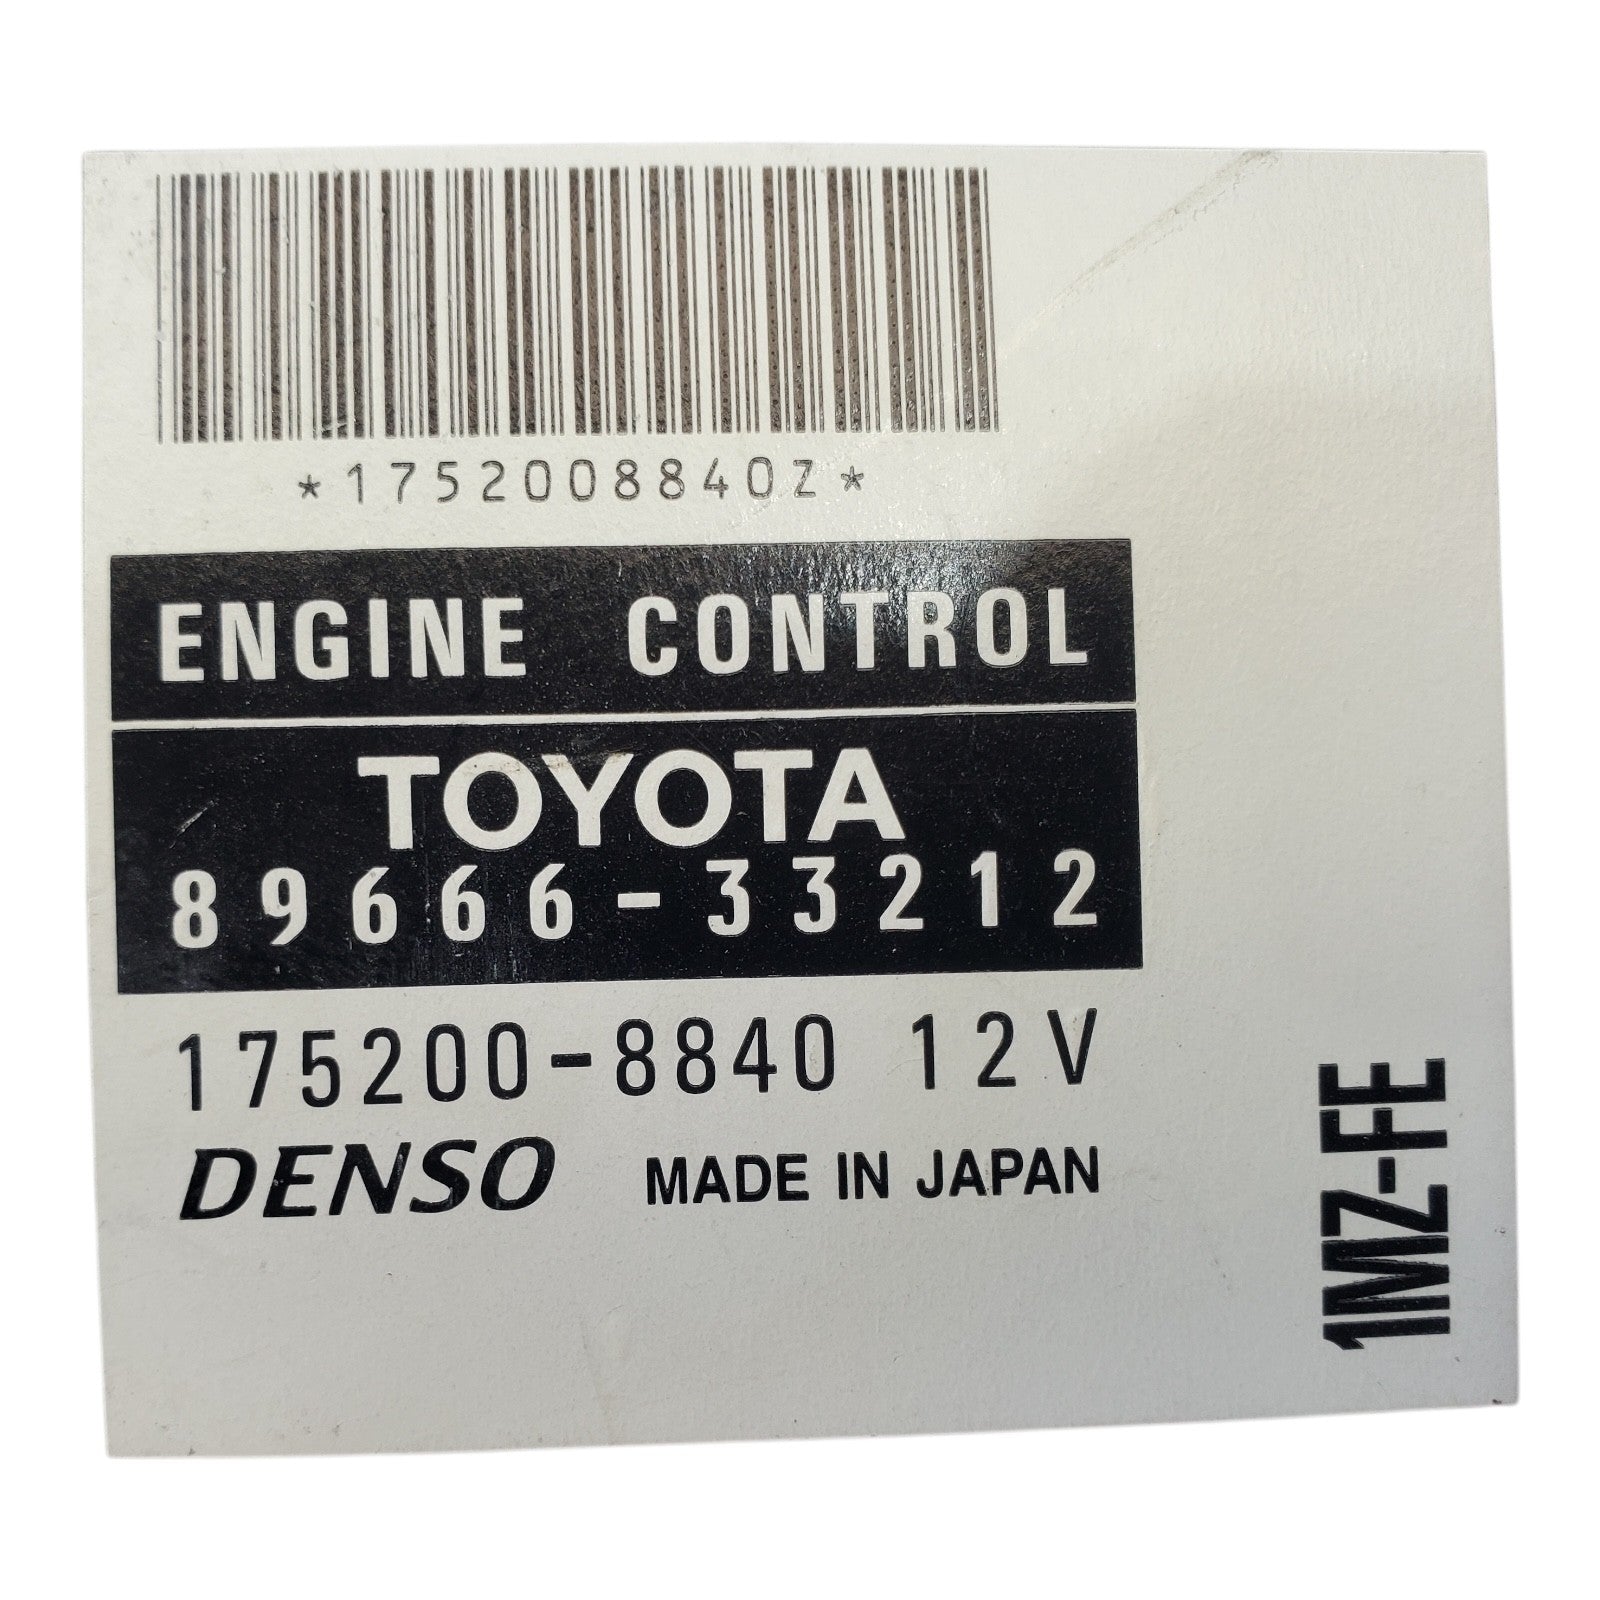 *1752008840Z*
ENGINE CONTROL
TOYOTA
89666-33212
175200-8840 12V
DENSO MADE IN JAPAN
1MZ-FE